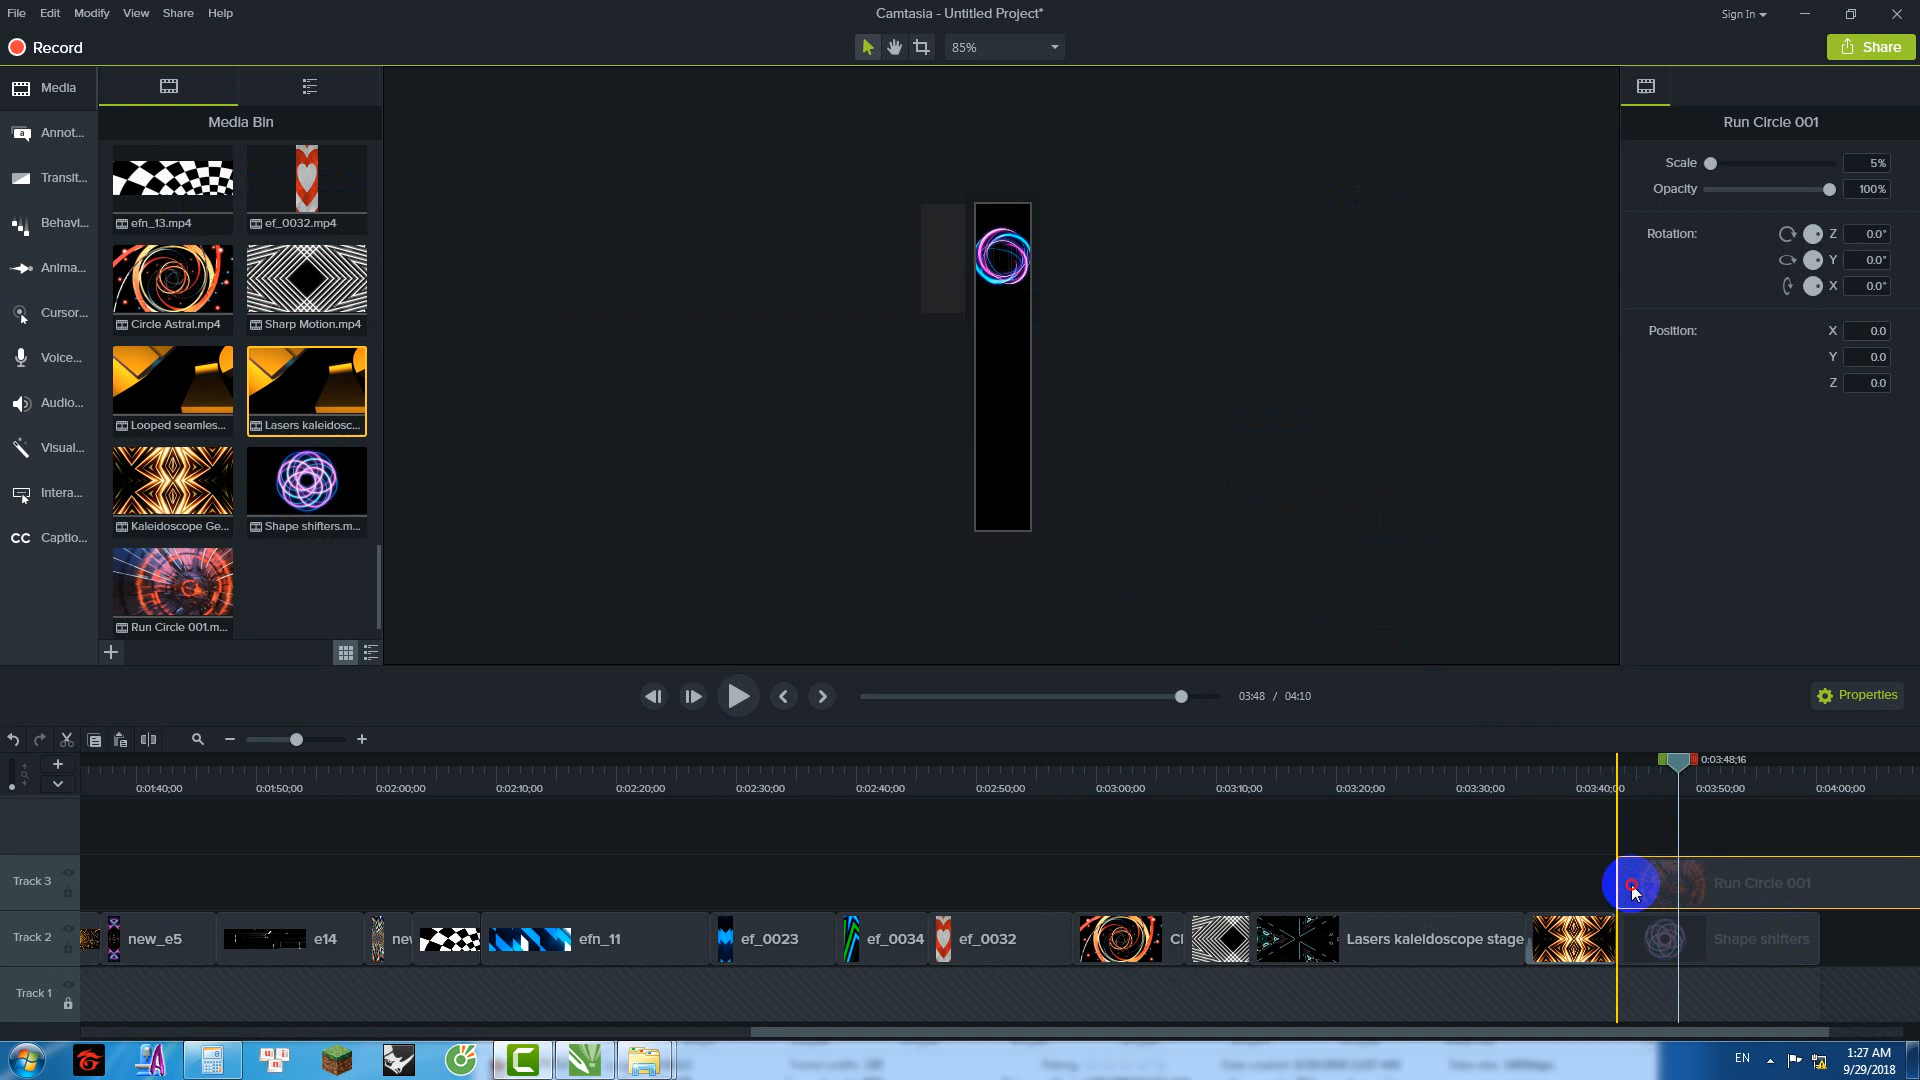 File Edit Modify View Share Help
Camtasia - Untitled Project*
Sign In
Record
85%
Share
Media
Annot...
Transit...
Behavi...
Anima...
Cursor...
Voice...
Audio...
Visual...
Intera...
CC Captio...
Media Bin
efn_13.mp4
ef_0032.mp4
Circle Astral.mp4
Sharp Motion.mp4
Looped seamles...
Lasers kaleidosc...
Kaleidoscope Ge...
Shape shifters.m...
Run Circle 001.m...
Run Circle 001
Scale 5%
Opacity 100%
Rotation: Z 0.0°
Y 0.0°
X 0.0°
Position: X 0.0
Y 0.0
Z 0.0
03:48 / 04:10
Properties
0:03:48;16
0:01:40;00 0:01:50;00 0:02:00;00 0:02:10;00 0:02:20;00 0:02:30;00 0:02:40;00 0:02:50;00 0:03:00;00 0:03:10;00 0:03:20;00 0:03:30;00 0:03:40;00 0:03:50;00 0:04:00;00
Track 3
Run Circle 001
Track 2
new_e5 e14 nev efn_11 ef_0023 ef_0034 ef_0032 Ci Lasers kaleidoscope stage Shape shifters
Track 1
EN
1:27 AM
9/29/2018